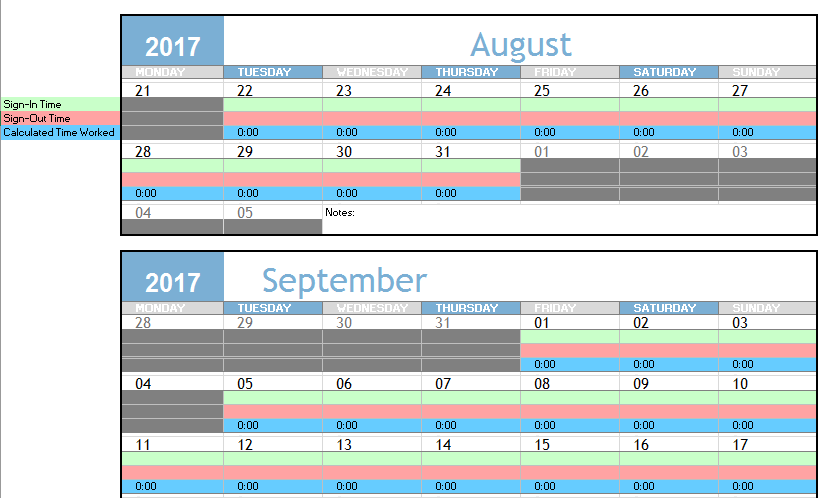 2017 August
MONDAY TUESDAY WEDNESDAY THURSDAY FRIDAY SATURDAY SUNDAY
21 22 23 24 25 26 27
Sign-In Time
Sign-Out Time
Calculated Time Worked 0:00 0:00 0:00 0:00 0:00 0:00
28 29 30 31 01 02 03
0:00 0:00 0:00 0:00
04 05 Notes:
2017 September
MONDAY TUESDAY WEDNESDAY THURSDAY FRIDAY SATURDAY SUNDAY
28 29 30 31 01 02 03
0:00 0:00 0:00
04 05 06 07 08 09 10
0:00 0:00 0:00 0:00 0:00 0:00
11 12 13 14 15 16 17
0:00 0:00 0:00 0:00 0:00 0:00 0:00